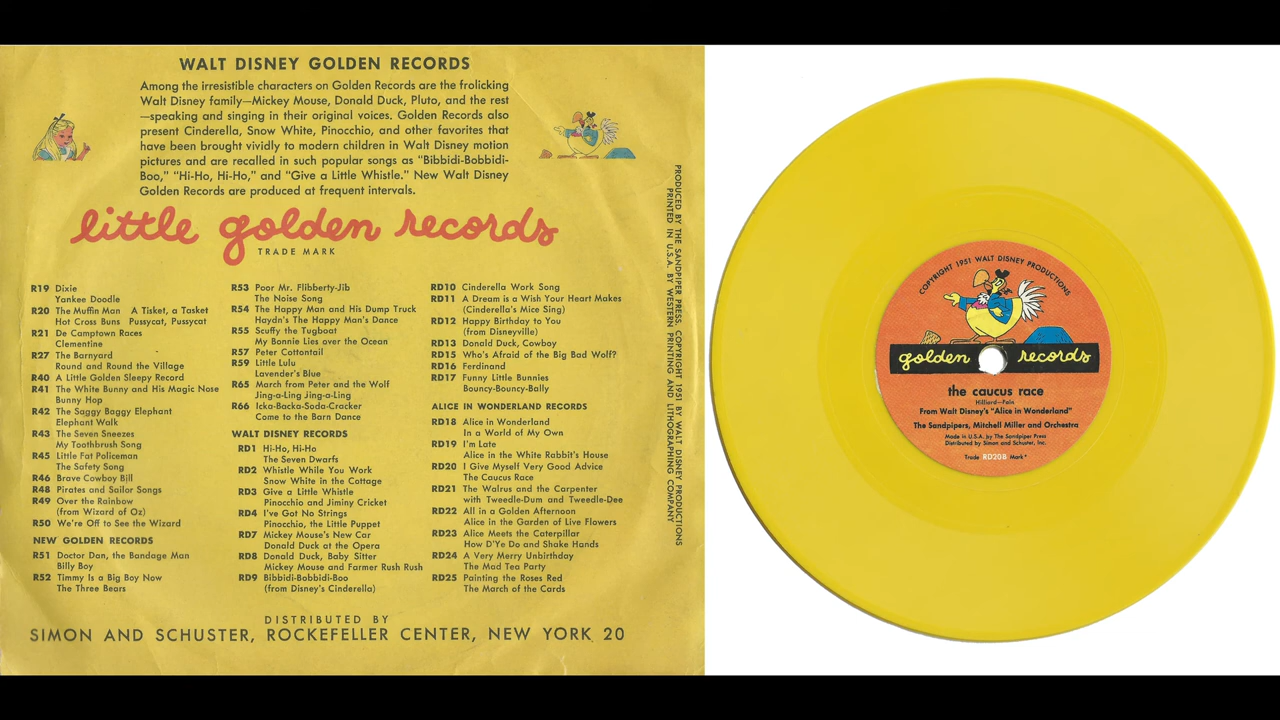 WALT DISNEY GOLDEN RECORDS
Among the irresistible characters on Golden Records are the frolicking
Walt Disney family—Mickey Mouse, Donald Duck, Pluto, and the rest
—speaking and singing in their original voices. Golden Records also
present Cinderella, Snow White, Pinocchio, and other favorites that
have been brought vividly to modern children in Walt Disney motion
pictures and are recalled in such popular songs as "Bibbidi-Bobbidi-
Boo," "Hi-Ho, Hi-Ho," and "Give a Little Whistle." New Walt Disney
Golden Records are produced at frequent intervals.
little golden records
TRADE MARK
R19 Dixie
Yankee Doodle
R20 The Muffin Man A Tisket, a Tasket
Hot Cross Buns Pussycat, Pussycat
R21 De Camptown Races
Clementine
R27 The Barnyard
Round and Round the Village
R40 A Little Golden Sleepy Record
R41 The White Bunny and His Magic Nose
Bunny Hop
R42 The Saggy Baggy Elephant
Elephant Walk
R43 The Seven Sneezes
My Toothbrush Song
R45 Little Fat Policeman
The Safety Song
R46 Brave Cowboy Bill
R48 Pirates and Sailor Songs
R49 Over the Rainbow
(from Wizard of Oz)
R50 We're Off to See the Wizard
NEW GOLDEN RECORDS
R51 Doctor Dan, the Bandage Man
Billy Boy
R52 Timmy Is a Big Boy Now
The Three Bears
R53 Poor Mr. Flibberty-Jib
The Noise Song
R54 The Happy Man and His Dump Truck
Haydn's The Happy Man's Dance
R55 Scuffy the Tugboat
My Bonnie Lies over the Ocean
R57 Peter Cottontail
R59 Little Lulu
Lavender's Blue
R65 March from Peter and the Wolf
Jing-a-Ling Jing-a-Ling
R66 Icka-Backa-Soda-Cracker
Come to the Barn Dance
WALT DISNEY RECORDS
RD1 Hi-Ho, Hi-Ho
The Seven Dwarfs
RD2 Whistle While You Work
Snow White in the Cottage
RD3 Give a Little Whistle
Pinocchio and Jiminy Cricket
RD4 I've Got No Strings
Pinocchio, the Little Puppet
RD7 Mickey Mouse's New Car
Donald Duck at the Opera
RD8 Donald Duck, Baby Sitter
Mickey Mouse and Farmer Rush Rush
RD9 Bibbidi-Bobbidi-Boo
(from Disney's Cinderella)
RD10 Cinderella Work Song
RD11 A Dream is a Wish Your Heart Makes
(Cinderella's Mice Sing)
RD12 Happy Birthday to You
(from Disneyville)
RD13 Donald Duck, Cowboy
RD15 Who's Afraid of the Big Bad Wolf?
RD16 Ferdinand
RD17 Funny Little Bunnies
Bouncy-Bouncy-Bally
ALICE IN WONDERLAND RECORDS
RD18 Alice in Wonderland
In a World of My Own
RD19 I'm Late
Alice in the White Rabbit's House
RD20 I Give Myself Very Good Advice
The Caucus Race
RD21 The Walrus and the Carpenter
with Tweedle-Dum and Tweedle-Dee
RD22 All in a Golden Afternoon
Alice in the Garden of Live Flowers
RD23 Alice Meets the Caterpillar
How D'Ye Do and Shake Hands
RD24 A Very Merry Unbirthday
The Mad Tea Party
RD25 Painting the Roses Red
The March of the Cards
DISTRIBUTED BY
SIMON AND SCHUSTER, ROCKEFELLER CENTER, NEW YORK 20
PRODUCED BY THE SANDPIPER PRESS. COPYRIGHT 1951 BY WALT DISNEY PRODUCTIONS
PRINTED IN U.S.A. BY WESTERN PRINTING AND LITHOGRAPHING COMPANY
COPYRIGHT 1951 WALT DISNEY PRODUCTIONS
golden records
the caucus race
Hilliard—Fain
From Walt Disney's "Alice in Wonderland"
The Sandpipers, Mitchell Miller and Orchestra
Made in U.S.A. by The Sandpiper Press
Distributed by Simon and Schuster, Inc.
Trade RD20B Mark*